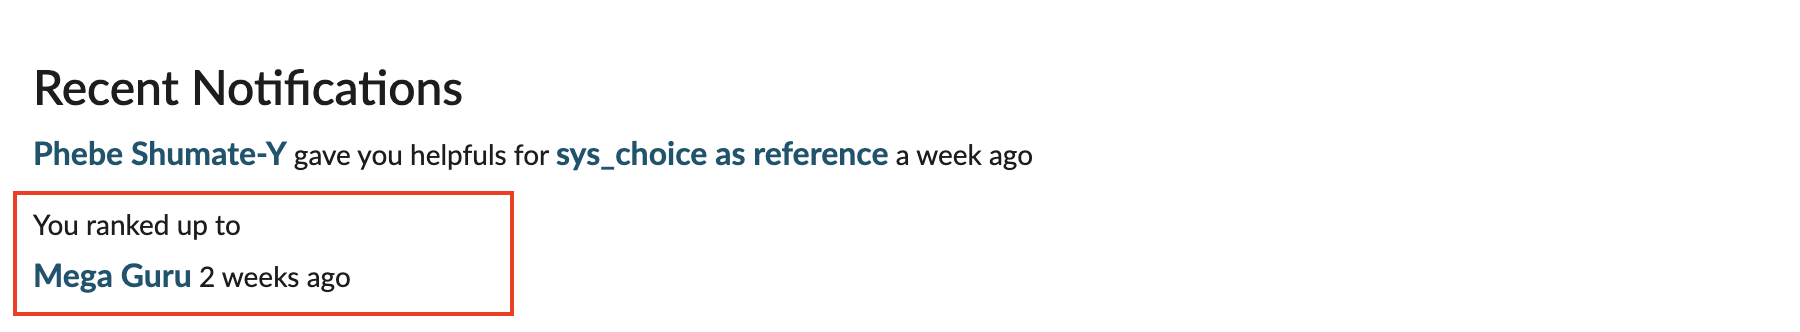 Recent Notifications
Phebe Shumate-Y gave you helpfuls for sys_choice as reference a week ago
You ranked up to
Mega Guru 2 weeks ago